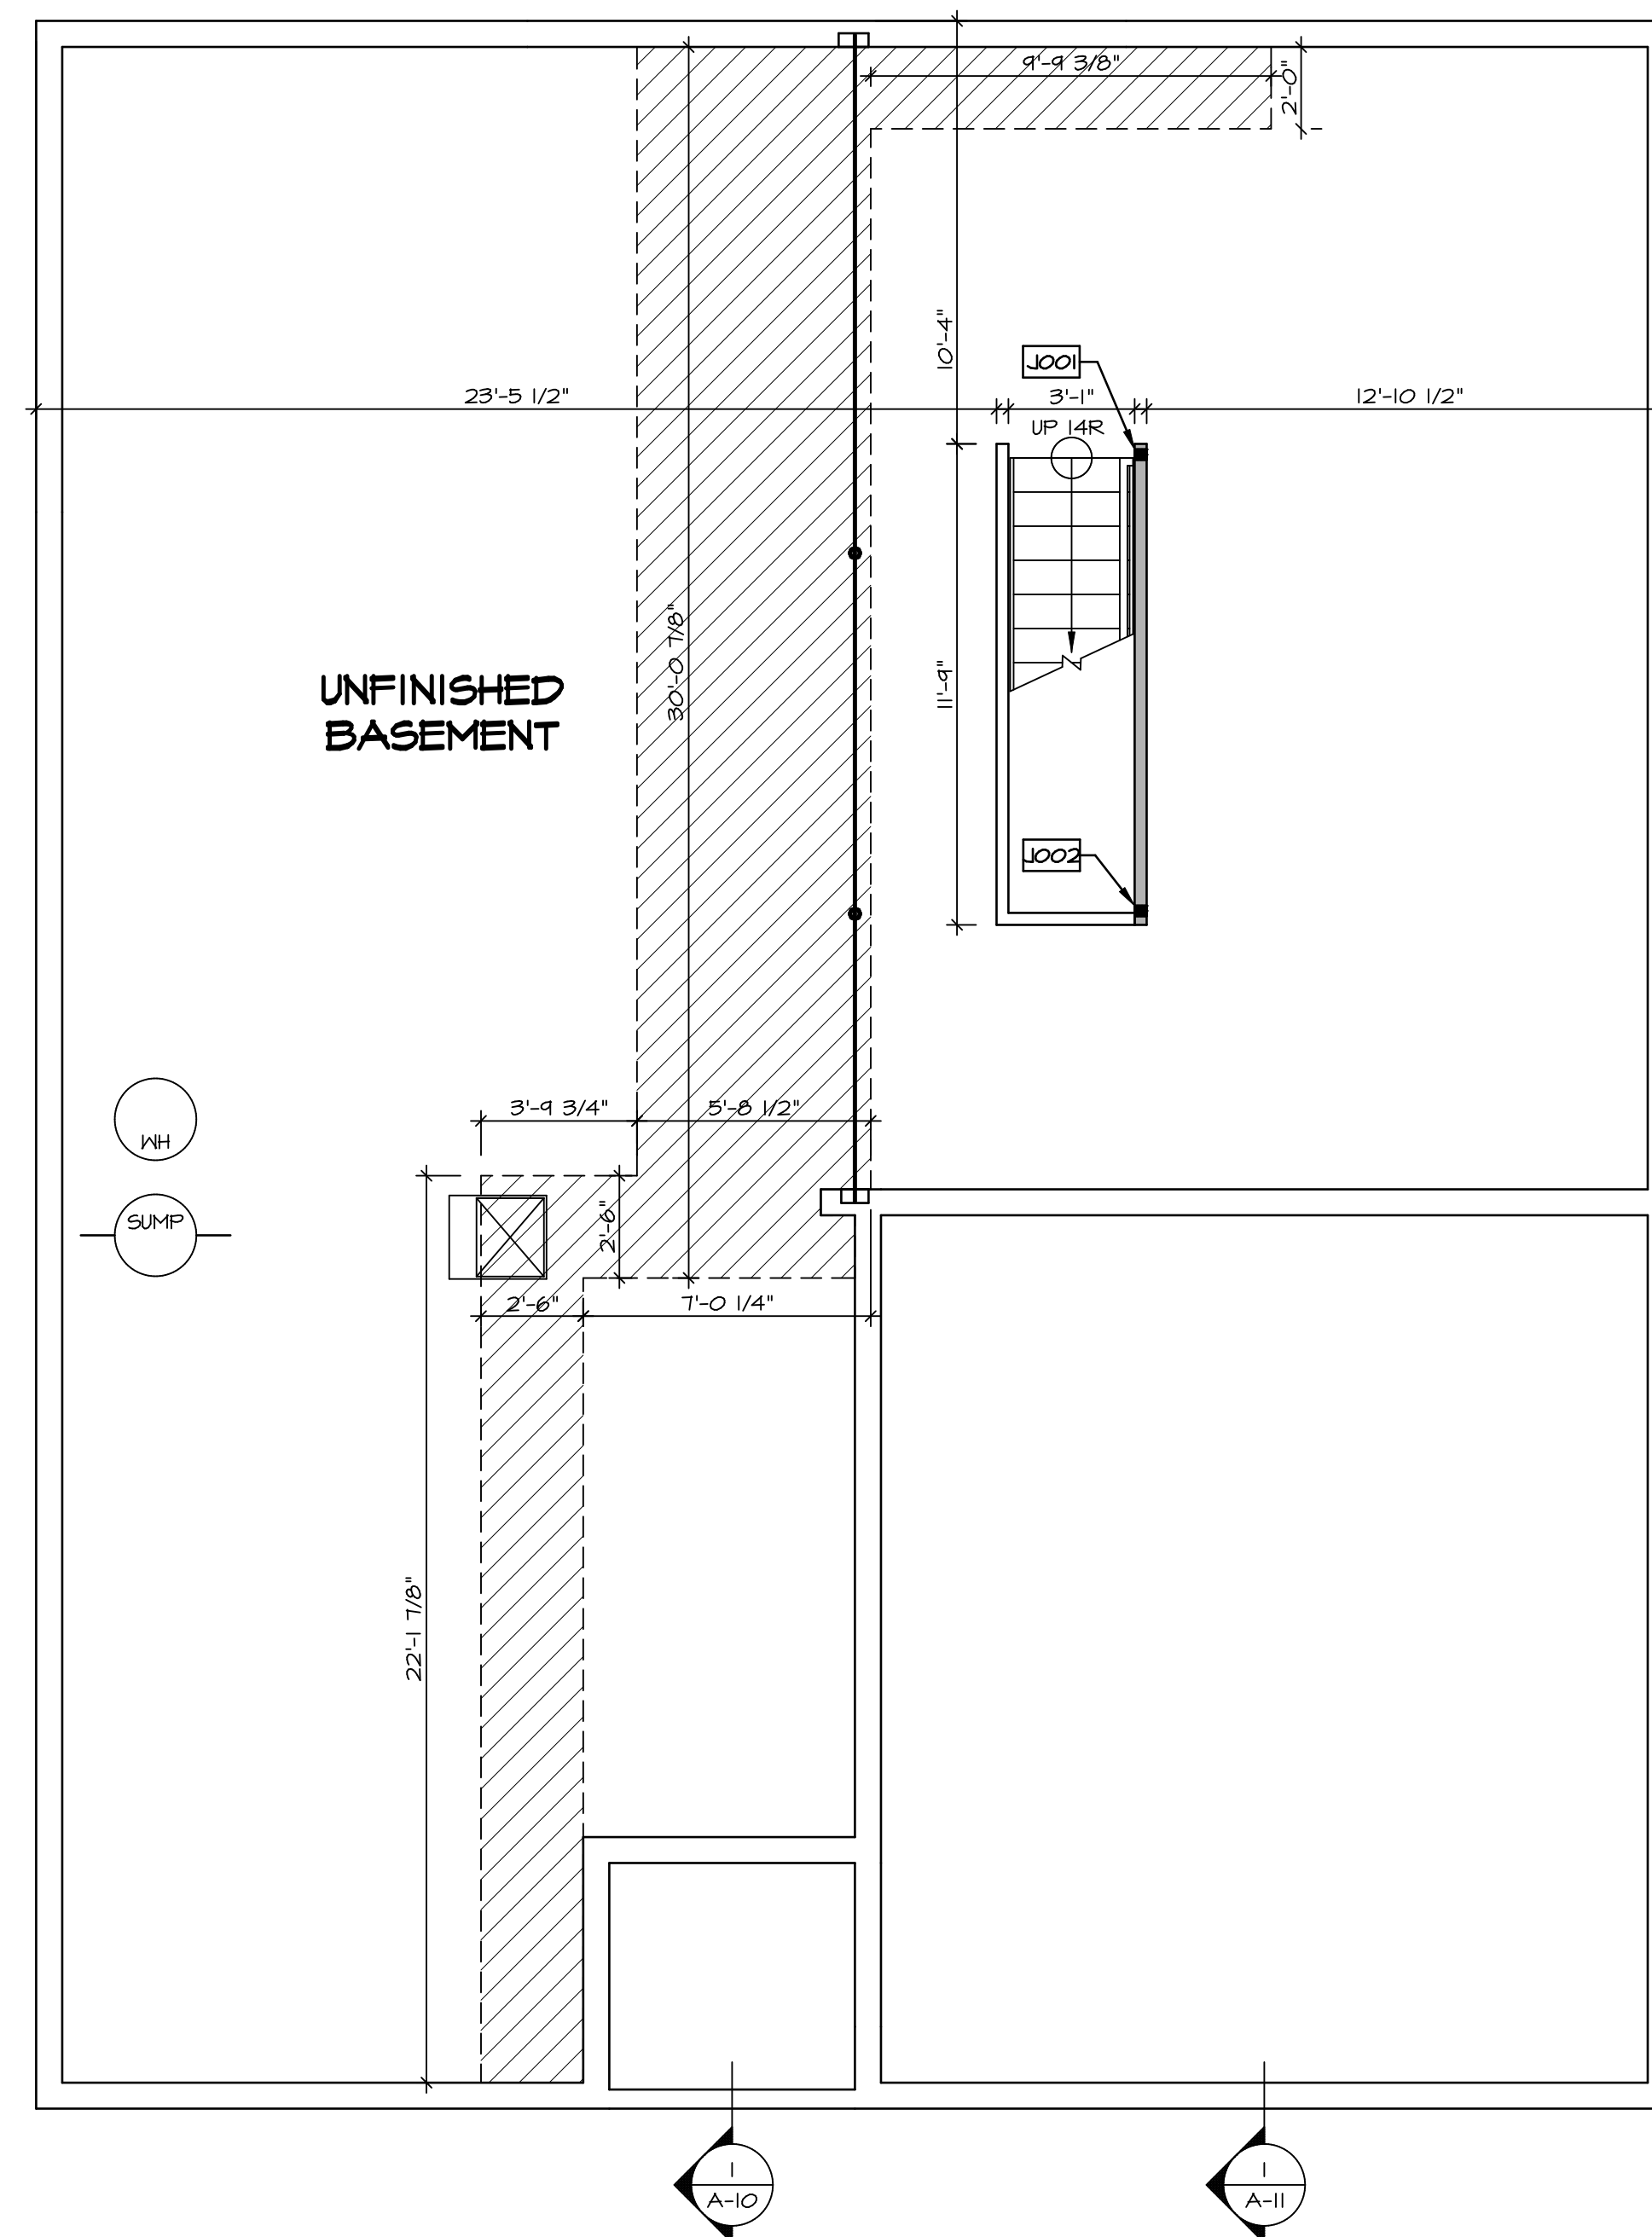 9'-9 3/8"
2'-0"
10'-4"
J001
23'-5 1/2"
3'-1"
12'-10 1/2"
UP 14R
30'-0 7/8"
11'-9"
UNFINISHED
BASEMENT
J002
3'-9 3/4"
5'-8 1/2"
WH
SUMP
2'-6"
2'-6"
7'-0 1/4"
22'-1 7/8"
1
A-10
1
A-11